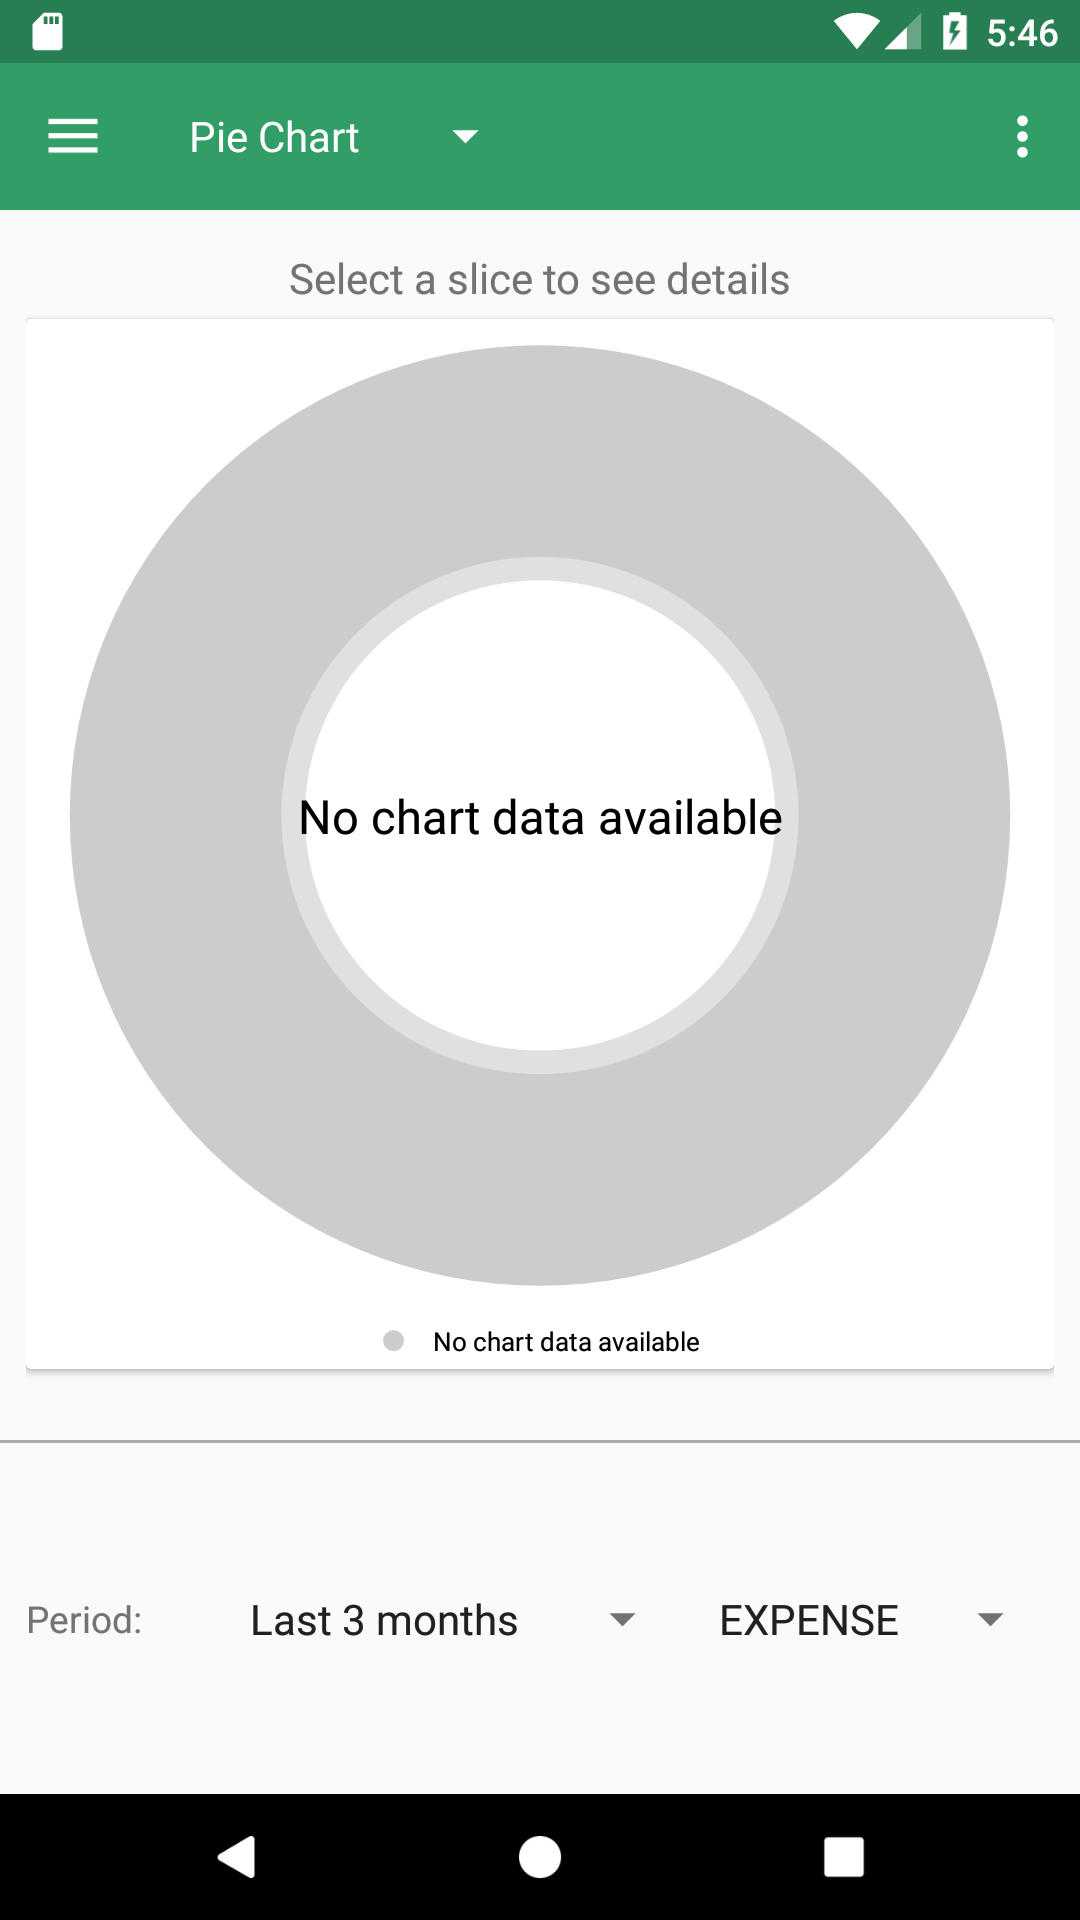 5:46
Pie Chart
Select a slice to see details
No chart data available
No chart data available
Period: Last 3 months EXPENSE